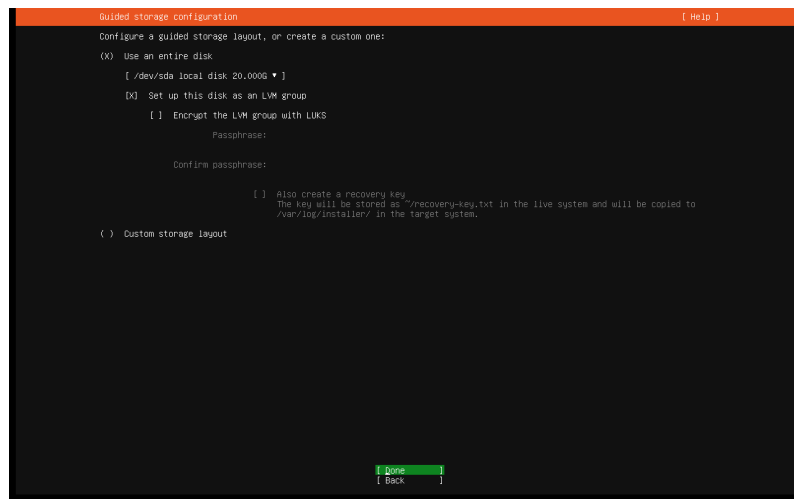 Guided storage configuration [ Help ]
Configure a guided storage layout, or create a custom one:
(X) Use an entire disk
[ /dev/sda local disk 20.000G ▾ ]
[X] Set up this disk as an LVM group
[ ] Encrypt the LVM group with LUKS
Passphrase:
Confirm passphrase:
[ ] Also create a recovery key
The key will be stored as ~/recovery-key.txt in the live system and will be copied to
/var/log/installer/ in the target system.
( ) Custom storage layout
[ Done ]
[ Back ]